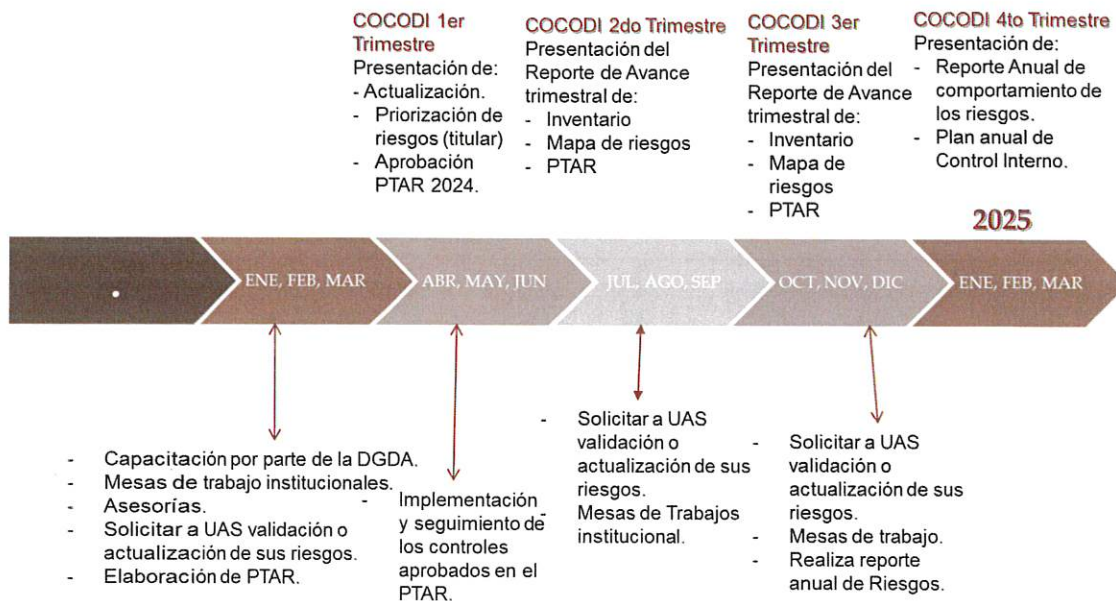 COCODI 1er
Trimestre
Presentación de:
- Actualización.
- Priorización de
riesgos (titular)
- Aprobación
PTAR 2024.
COCODI 2do Trimestre
Presentación del
Reporte de Avance
trimestral de:
- Inventario
- Mapa de riesgos
- PTAR
COCODI 3er
Trimestre
Presentación del
Reporte de Avance
trimestral de:
- Inventario
- Mapa de
riesgos
- PTAR
COCODI 4to Trimestre
Presentación de:
- Reporte Anual de
comportamiento de
los riesgos.
- Plan anual de
Control Interno.
2025
ENE, FEB, MAR
ABR, MAY, JUN
JUL, AGO, SEP
OCT, NOV, DIC
ENE, FEB, MAR
- Capacitación por parte de la DGDA.
- Mesas de trabajo institucionales.
- Asesorías.
- Solicitar a UAS validación o
actualización de sus riesgos.
- Elaboración de PTAR.
- Implementación
y seguimiento de
los controles
aprobados en el
PTAR.
- Solicitar a UAS
validación o
actualización de sus
riesgos.
- Mesas de Trabajos
institucional.
- Solicitar a UAS
validación o
actualización de sus
riesgos.
- Mesas de trabajo.
- Realiza reporte
anual de Riesgos.